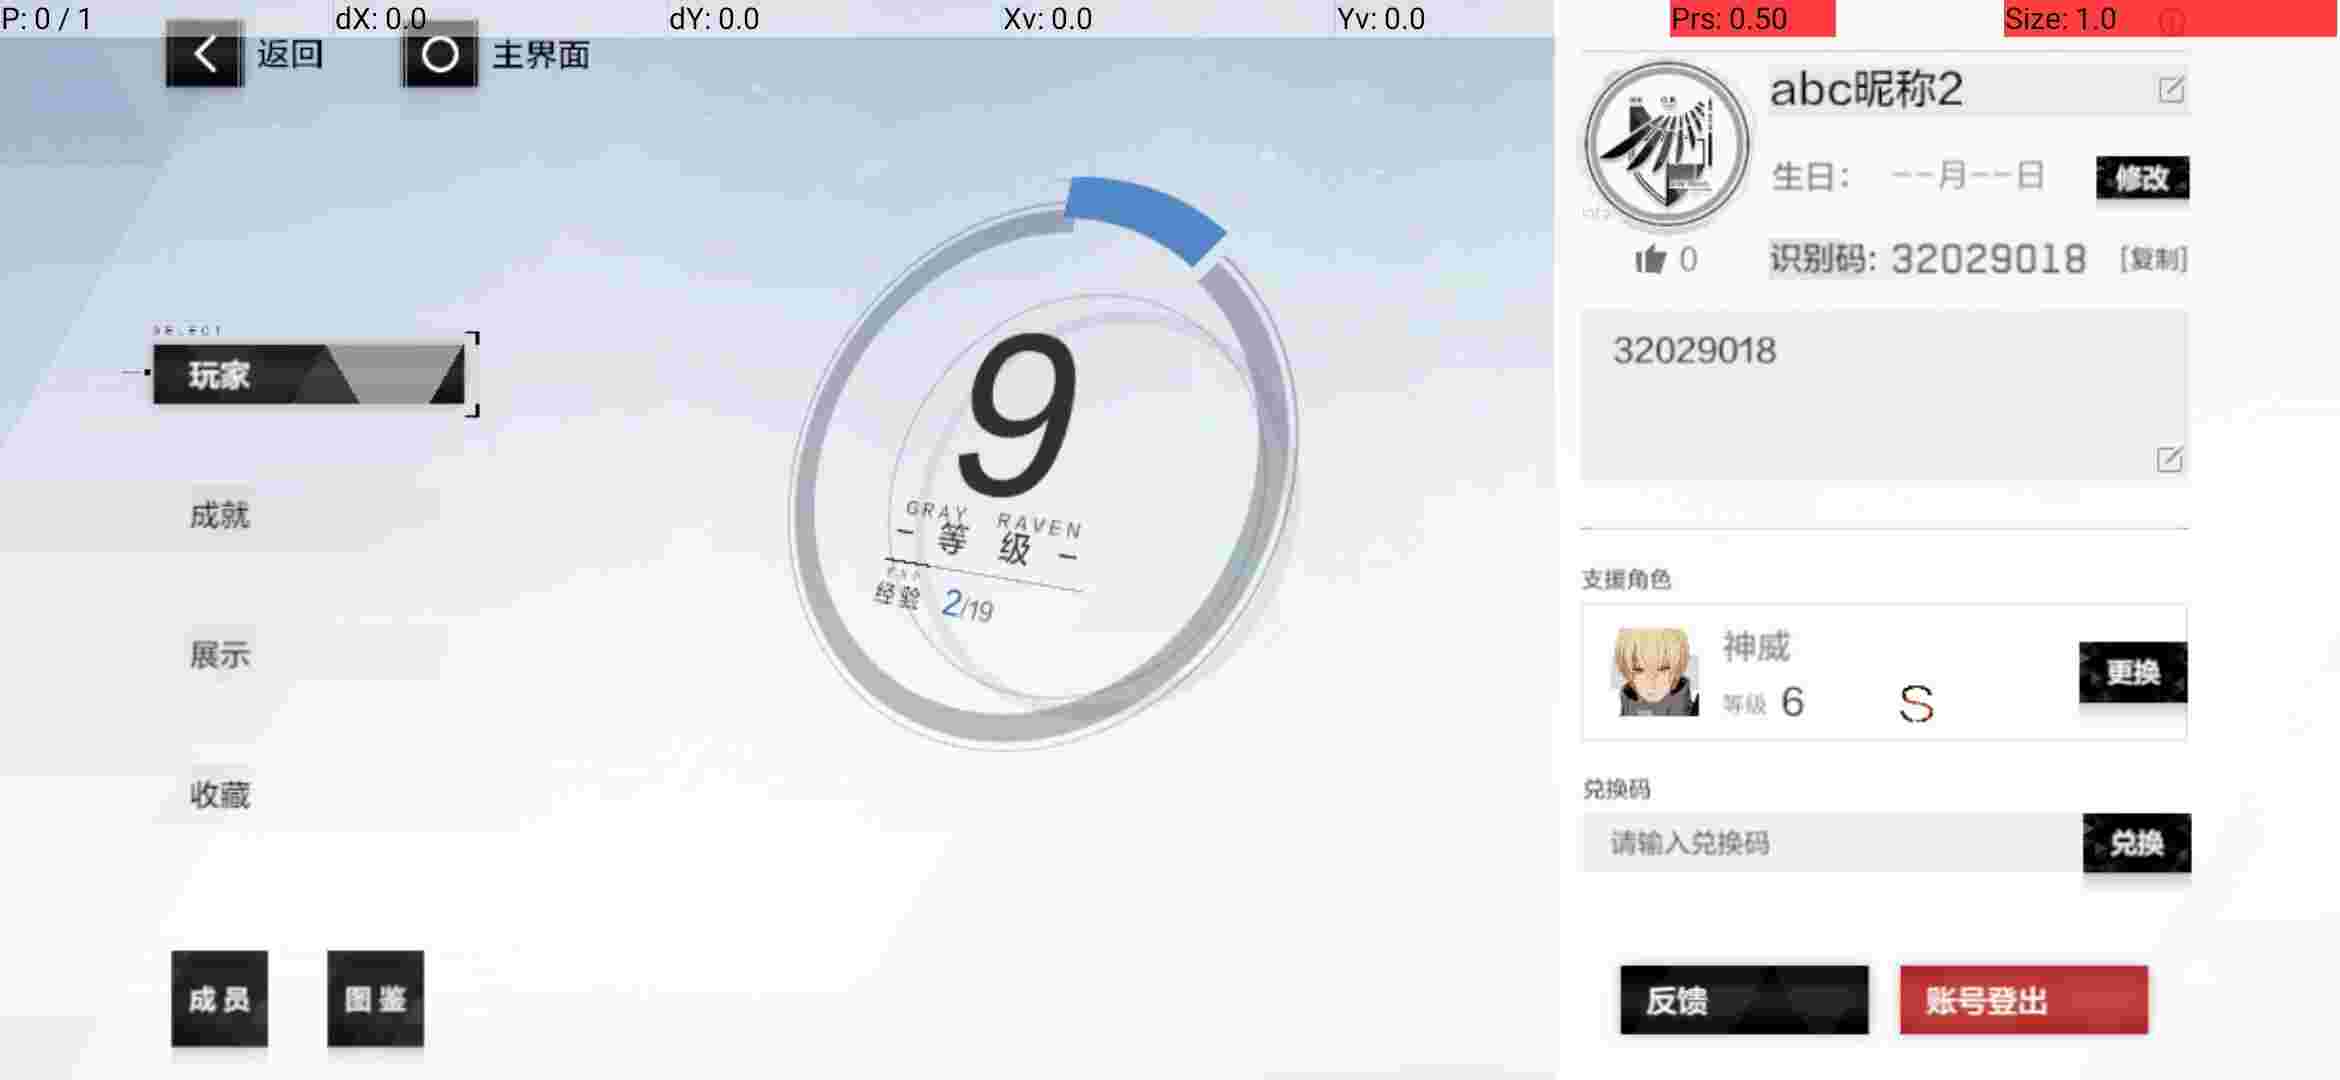 P: 0 / 1
dX: 0.0
dY: 0.0
Xv: 0.0
Yv: 0.0
Prs: 0.50
Size: 1.0
返回
主界面
SELECT
玩家
成就
展示
收藏
成员
图鉴
9
GRAY RAVEN
- 等级 -
EXP
经验 2/19
abc昵称2
生日: --月--日
修改
0
识别码: 32029018 [复制]
32029018
支援角色
神威
等级 6
S
更换
兑换码
请输入兑换码
兑换
反馈
账号登出